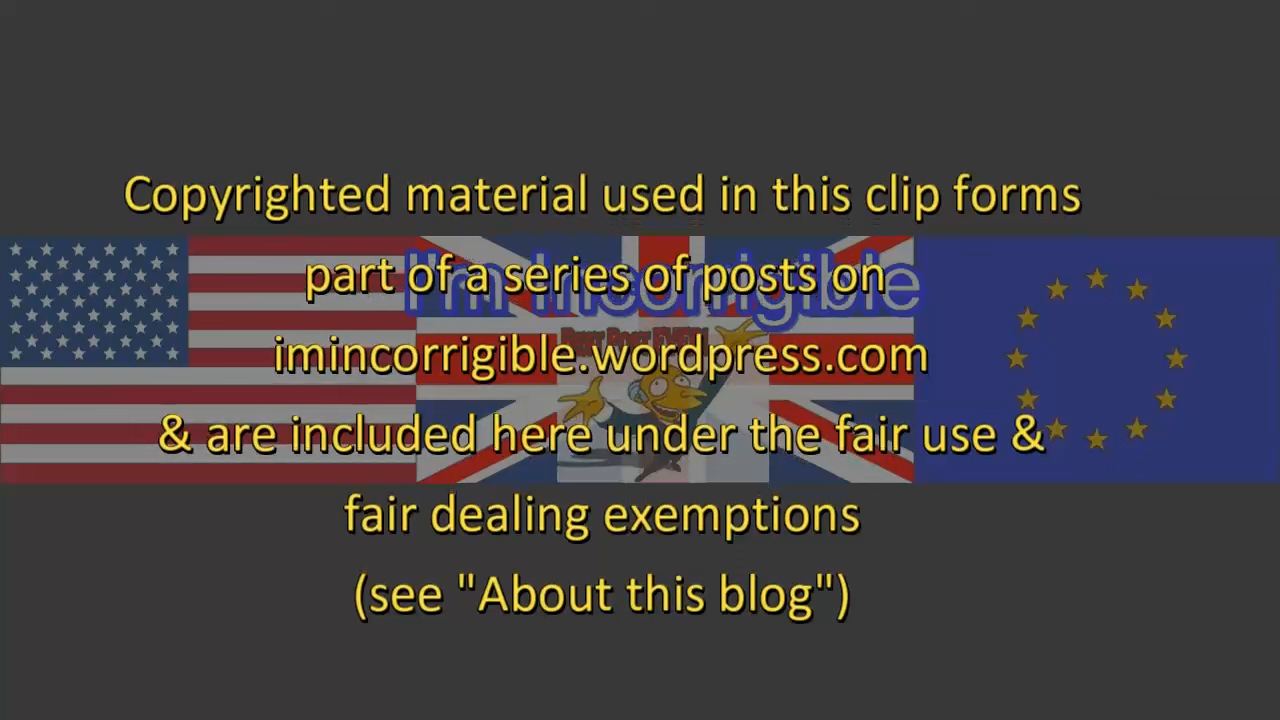 Copyrighted material used in this clip forms
part of a series of posts on
I'm incorrigible
imincorrigible.wordpress.com
& are included here under the fair use &
fair dealing exemptions
(see "About this blog")